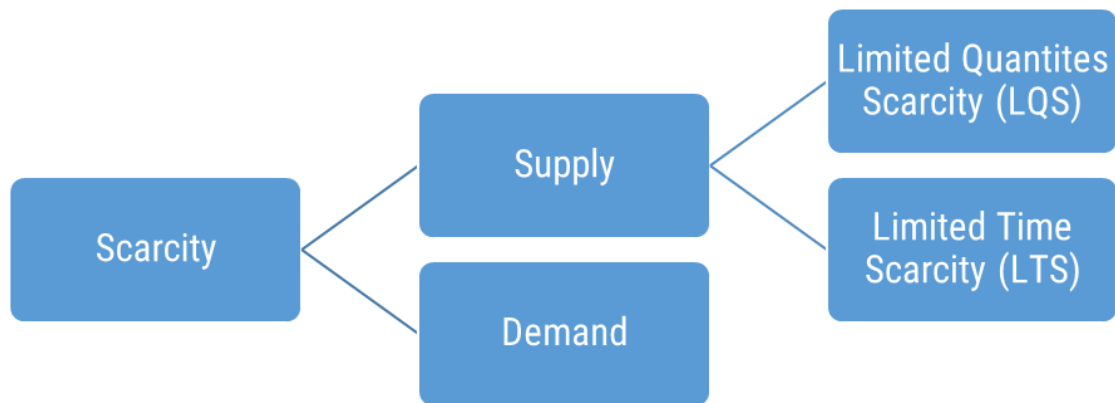 Scarcity
Supply
Demand
Limited Quantites
Scarcity (LQS)
Limited Time
Scarcity (LTS)